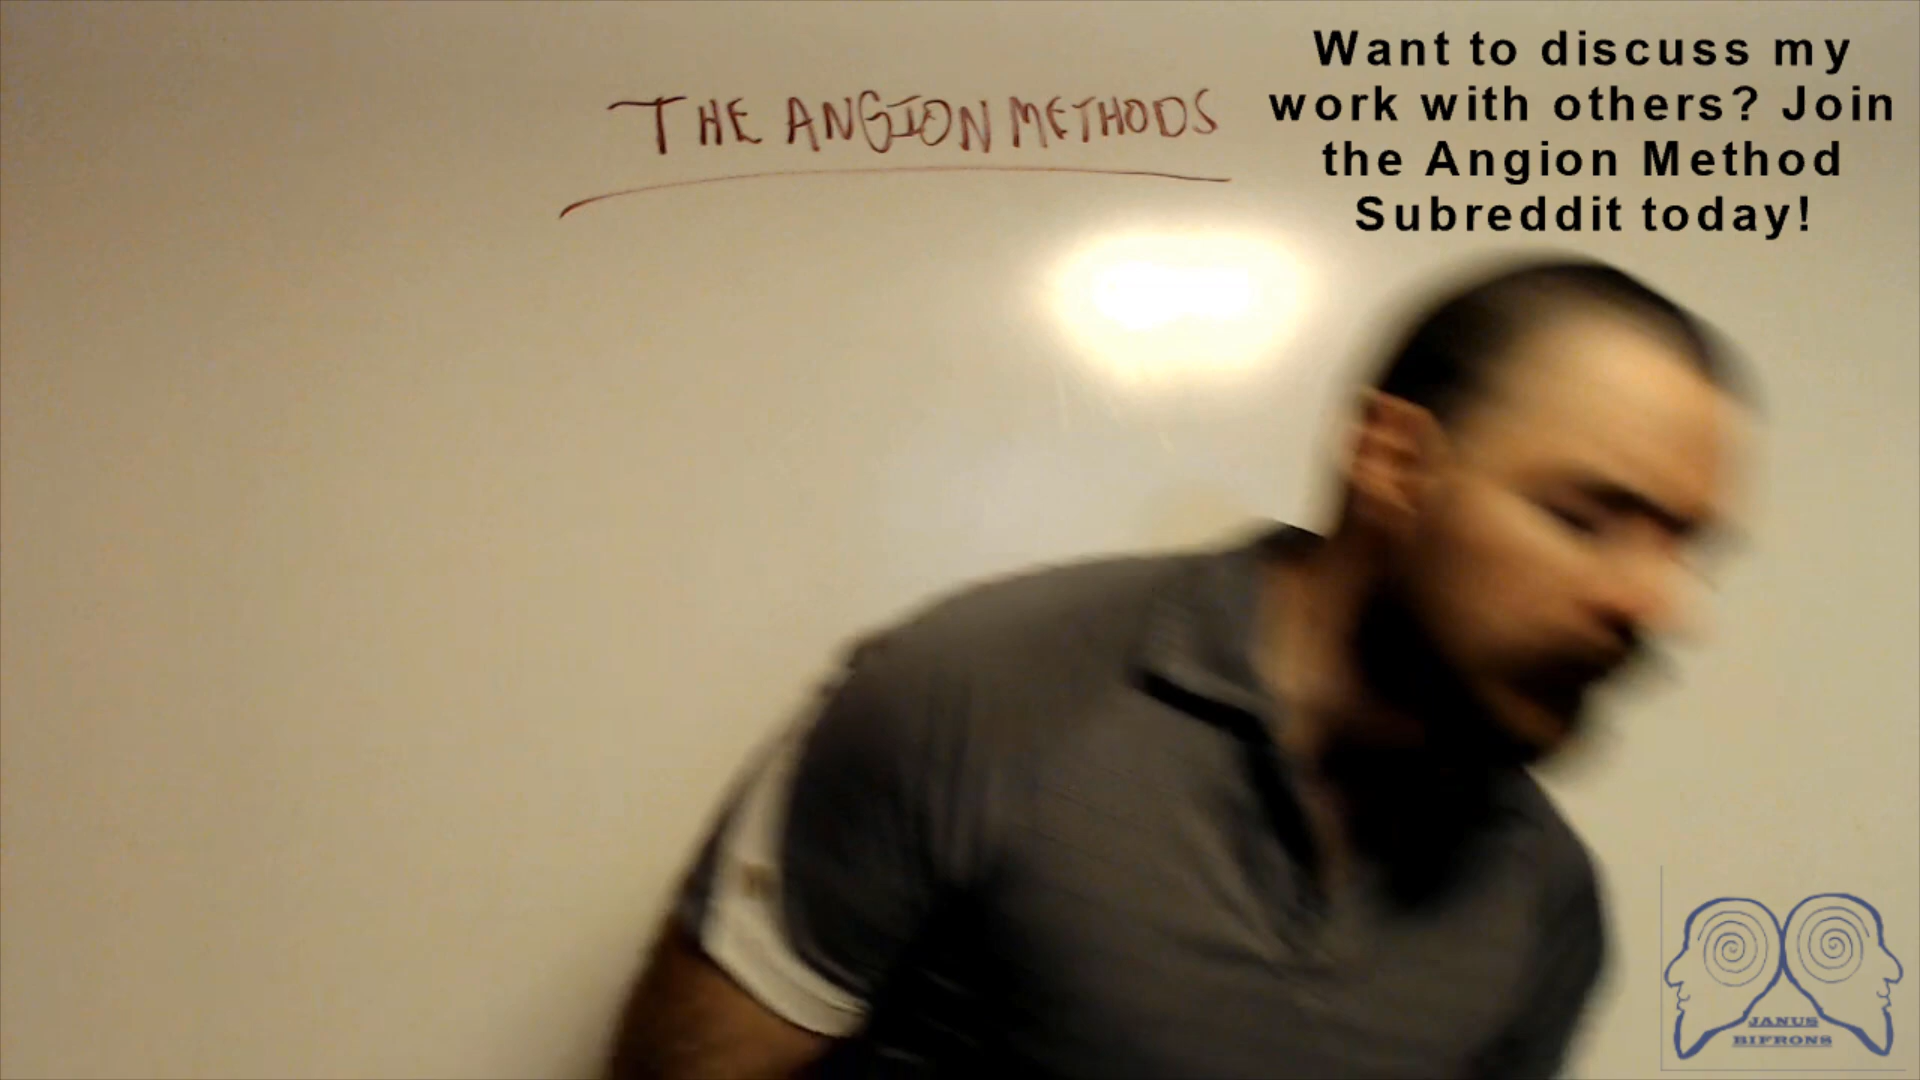 THE ANGION METHODS
Want to discuss my
work with others? Join
the Angion Method
Subreddit today!
JANUS
BIFRONS